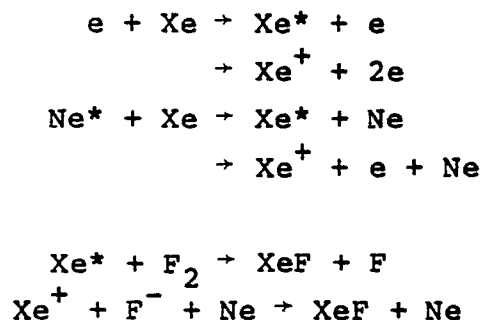 e + Xe → Xe* + e
→ Xe⁺ + 2e
Ne* + Xe → Xe* + Ne
→ Xe⁺ + e + Ne
Xe* + F₂ → XeF + F
Xe⁺ + F⁻ + Ne → XeF + Ne